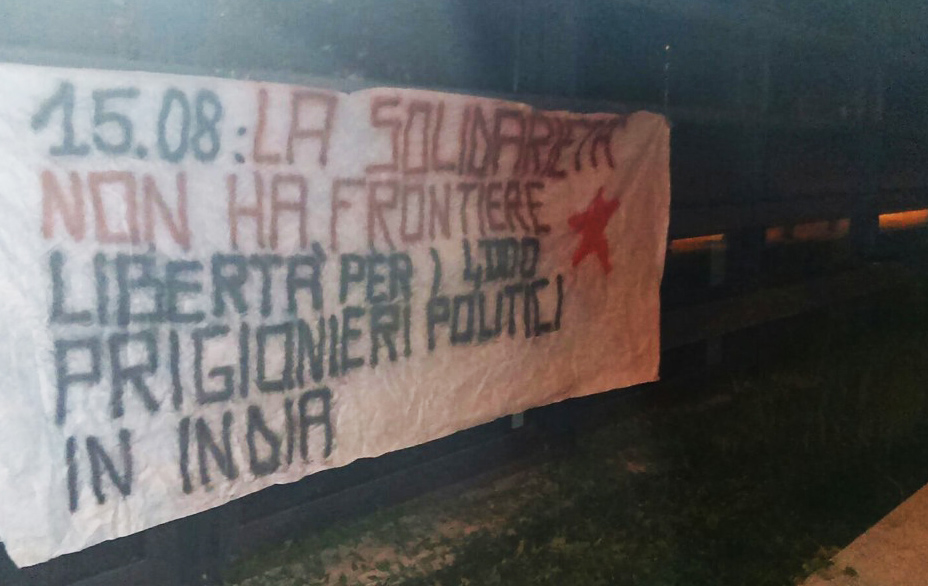 15.08: LA SOLIDARIETÀ
NON HA FRONTIERE
LIBERTÀ PER I 4000
PRIGIONIERI POLITICI
IN INDIA